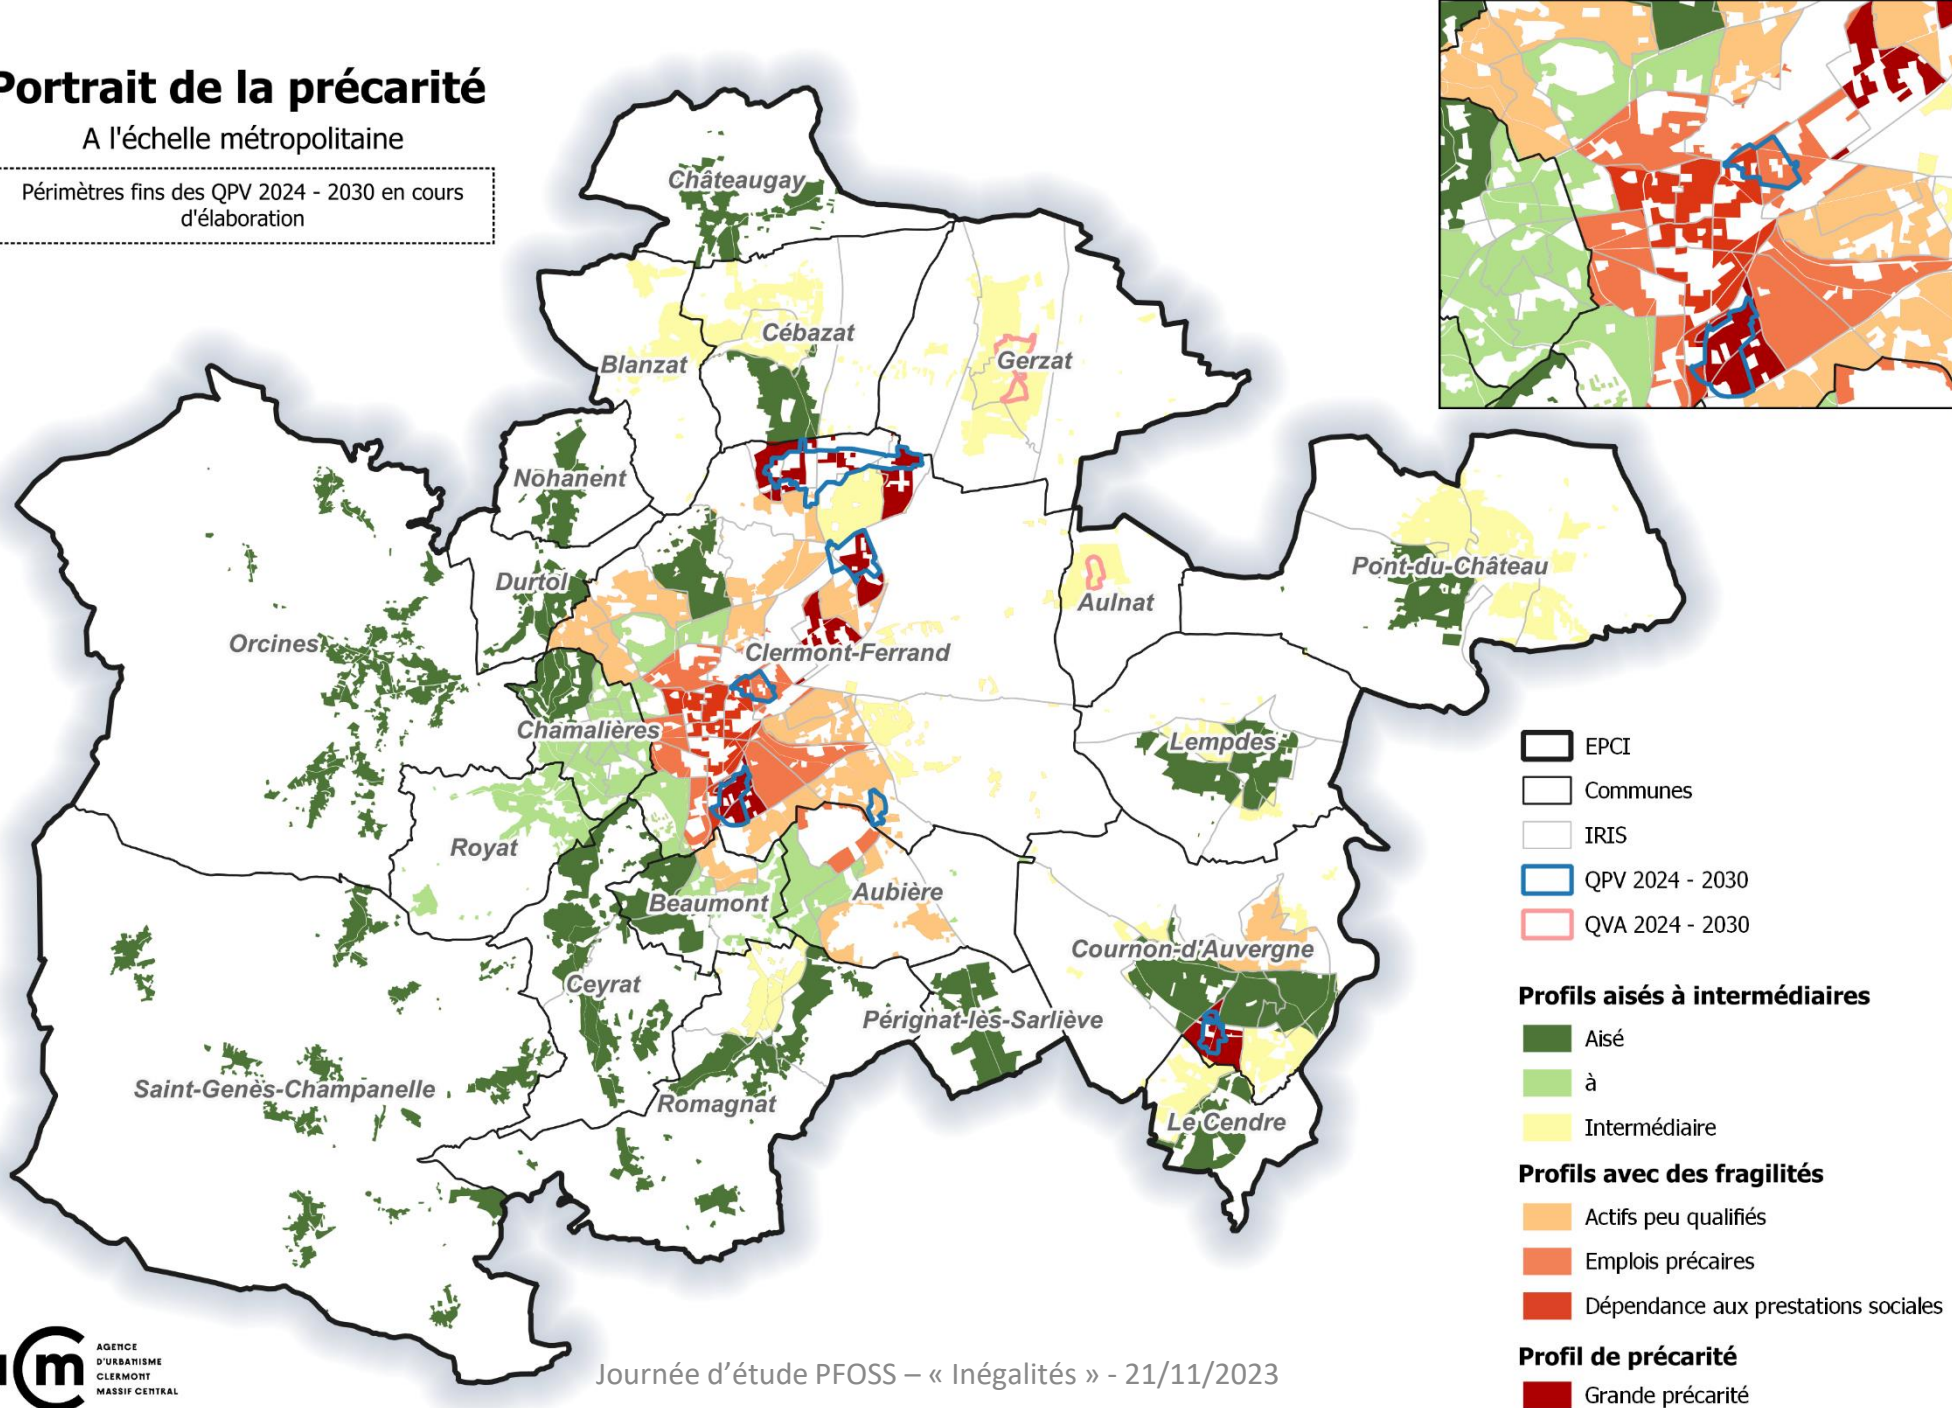 Portrait de la précarité
A l'échelle métropolitaine
Périmètres fins des QPV 2024 - 2030 en cours
d'élaboration
Châteaugay
Cébazat
Blanzat
Gerzat
Nohanent
Durtol
Pont-du-Château
Aulnat
Orcines
Clermont-Ferrand
Chamalières
Lempdes
Royat
Beaumont
Aubière
Cournon-d'Auvergne
Ceyrat
Pérignat-lès-Sarliève
Saint-Genès-Champanelle
Romagnat
Le Cendre
EPCI
Communes
IRIS
QPV 2024 - 2030
QVA 2024 - 2030
Profils aisés à intermédiaires
Aisé
à
Intermédiaire
Profils avec des fragilités
Actifs peu qualifiés
Emplois précaires
Dépendance aux prestations sociales
Profil de précarité
Grande précarité
AGENCE
D'URBANISME
CLERMONT
MASSIF CENTRAL
Journée d'étude PFOSS – « Inégalités » - 21/11/2023